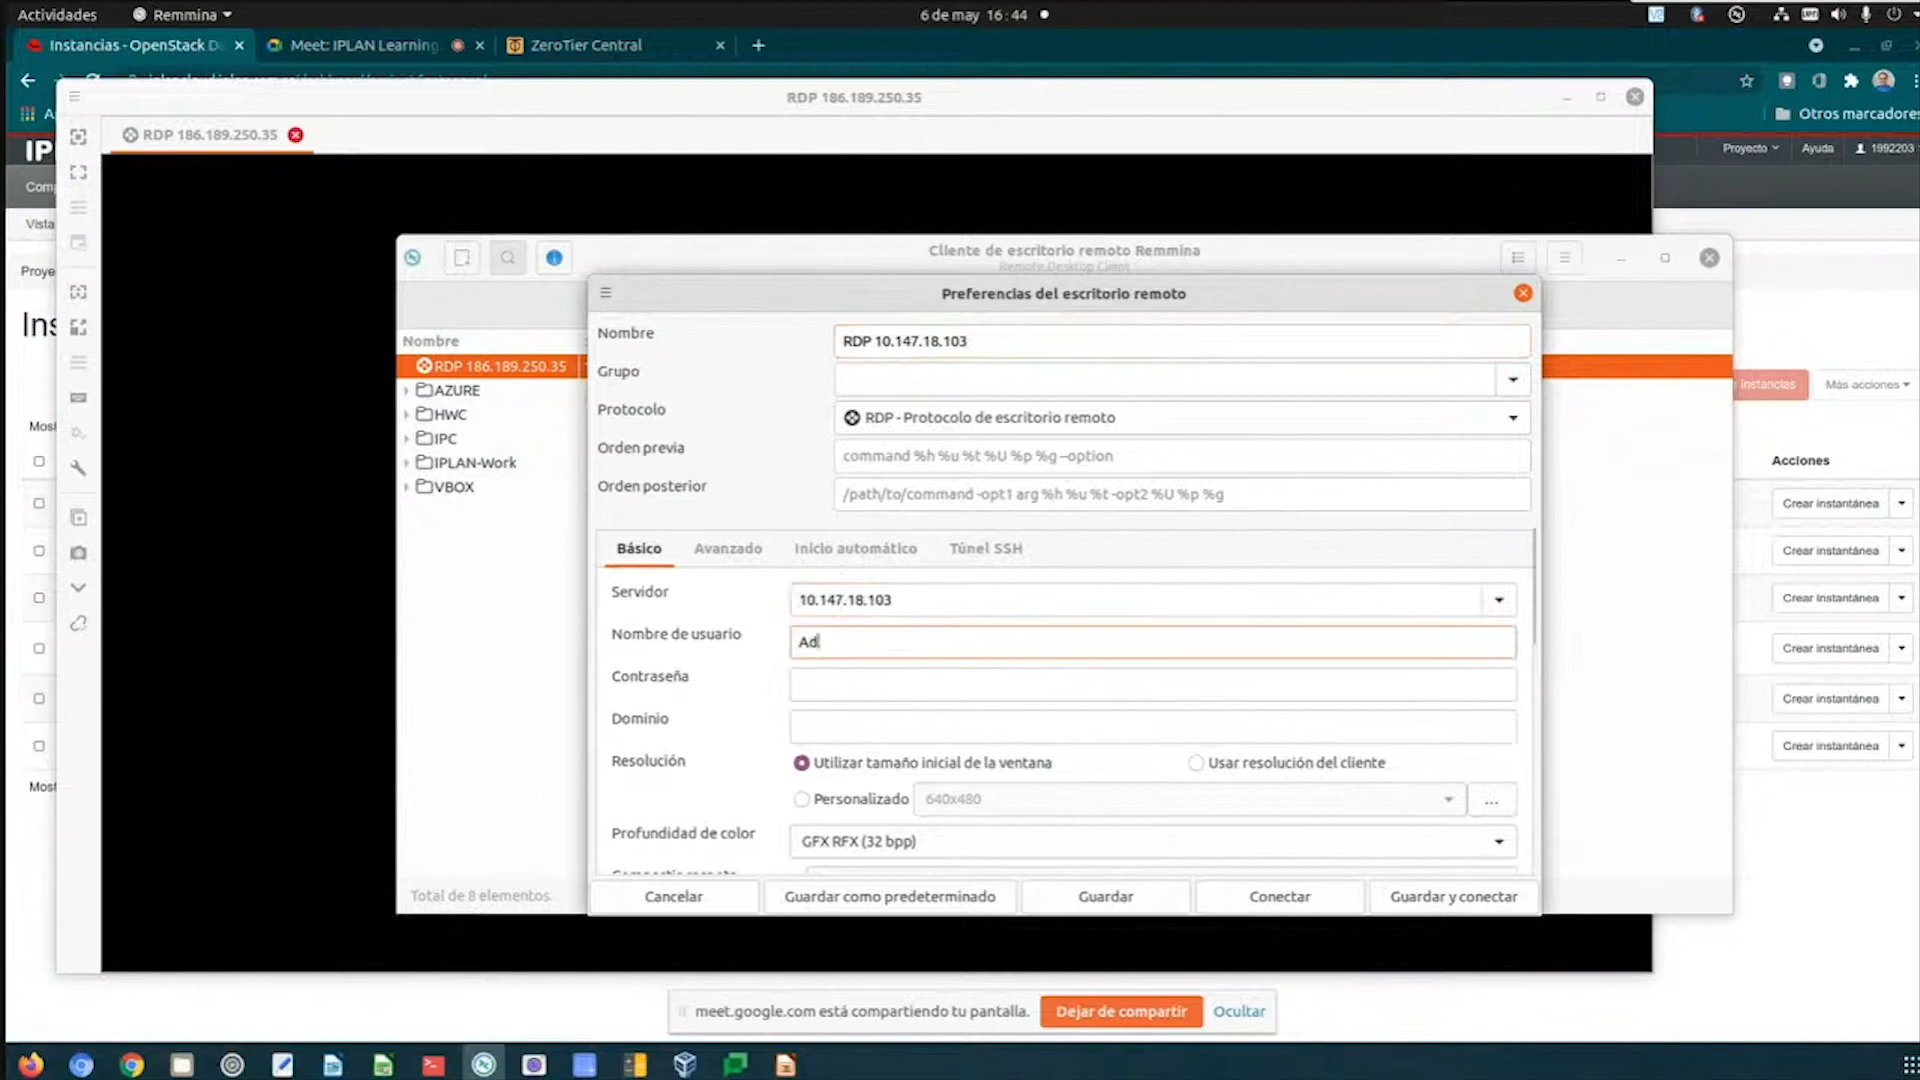 Actividades
Remmina
6 de may 16:44
Instancias - OpenStack D
Meet: IPLAN Learning
ZeroTier Central
Otros marcadores
RDP 186.189.250.35
RDP 186.189.250.35
IP
Proyecto
Ayuda
1992203
Com
Vista
Proye
Ins
Cliente de escritorio remoto Remmina
Remote Desktop Client
Preferencias del escritorio remoto
Nombre
RDP 186.189.250.35
AZURE
HWC
IPC
IPLAN-Work
VBOX
Total de 8 elementos.
Nombre
RDP 10.147.18.103
Grupo
Protocolo
RDP - Protocolo de escritorio remoto
Orden previa
command %h %u %t %U %p %g --option
Orden posterior
/path/to/command -opt1 arg %h %u %t -opt2 %U %p %g
Básico
Avanzado
Inicio automático
Túnel SSH
Servidor
10.147.18.103
Nombre de usuario
Ad
Contraseña
Dominio
Resolución
Utilizar tamaño inicial de la ventana
Usar resolución del cliente
Personalizado
640x480
...
Profundidad de color
GFX RFX (32 bpp)
Cancelar
Guardar como predeterminado
Guardar
Conectar
Guardar y conectar
instancias
Más acciones
Most
Acciones
Crear instantánea
Crear instantánea
Crear instantánea
Crear instantánea
Crear instantánea
Crear instantánea
Most
meet.google.com está compartiendo tu pantalla.
Dejar de compartir
Ocultar